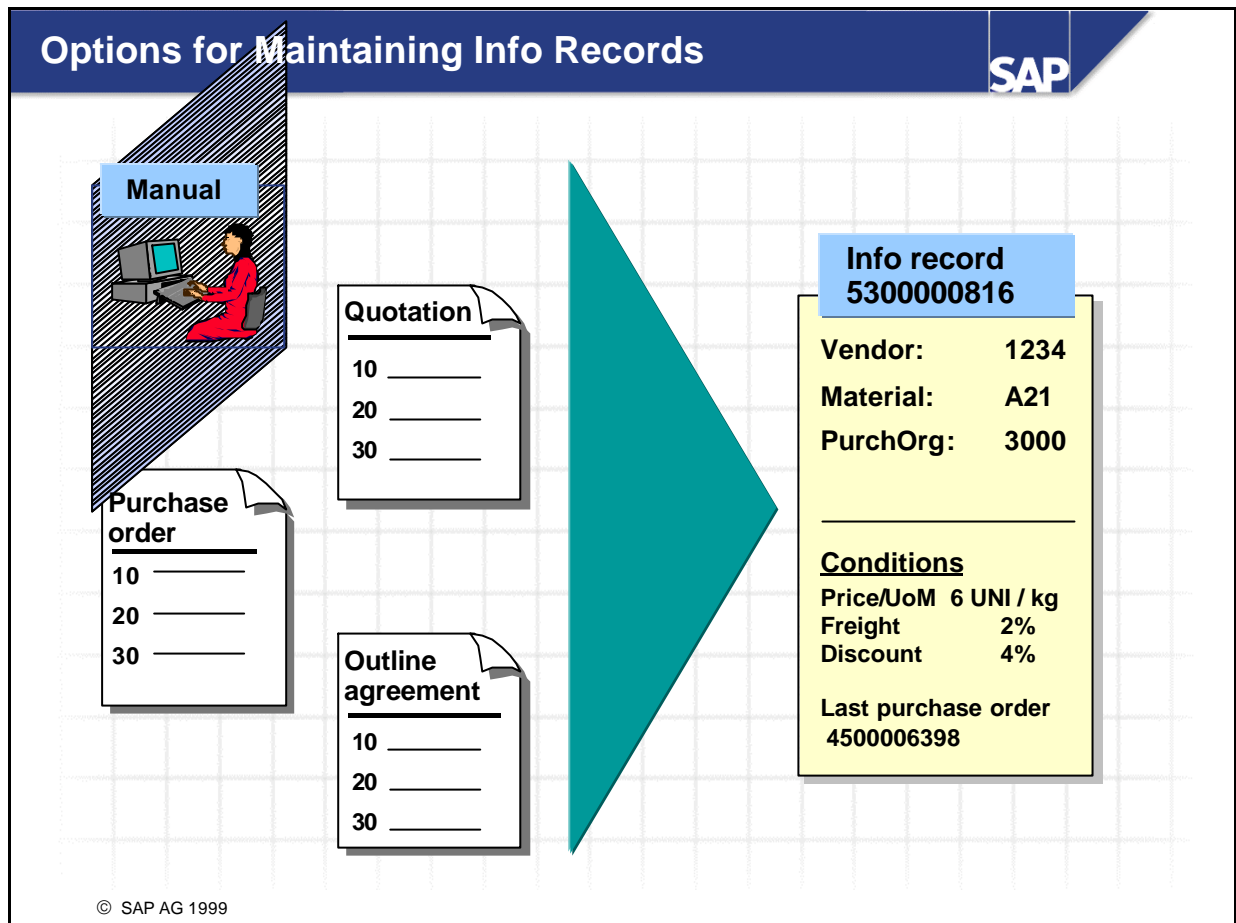 Options for Maintaining Info Records
SAP
Manual
Quotation
10
20
30
Purchase
order
10
20
30
Outline
agreement
10
20
30
Info record
5300000816
Vendor: 1234
Material: A21
PurchOrg: 3000
Conditions
Price/UoM 6 UNI / kg
Freight 2%
Discount 4%
Last purchase order
4500006398
© SAP AG 1999